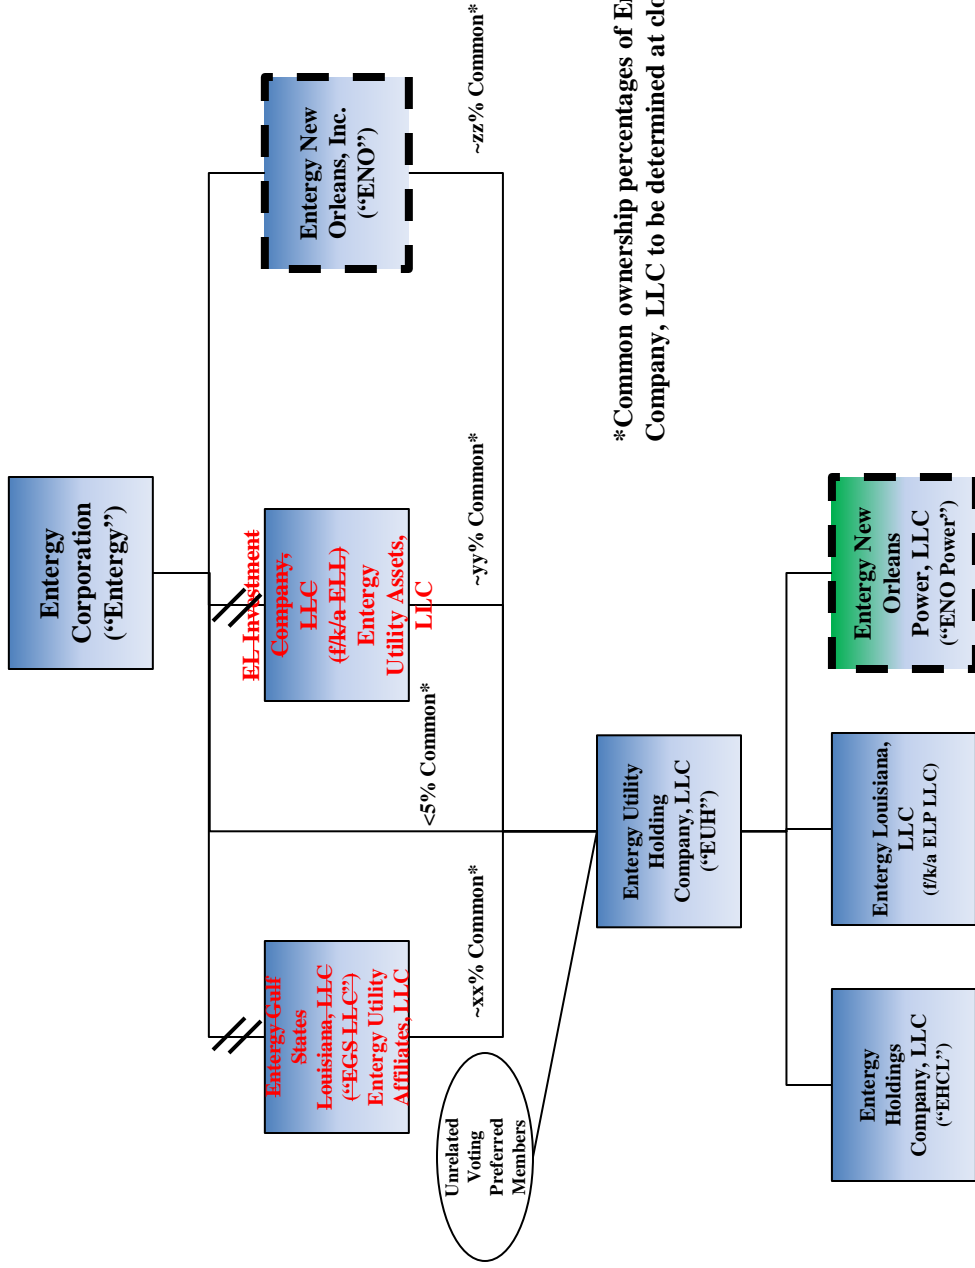 Entergy
Corporation
(“Entergy”)
Entergy Gulf
States
Louisiana, LLC
(“EGS LLC”)
Entergy Utility
Affiliates, LLC
EL Investment
Company,
LLC
(f/k/a ELL)
Entergy
Utility Assets,
LLC
Entergy New
Orleans, Inc.
(“ENO”)
<5% Common*
~xx% Common*
~yy% Common*
~zz% Common*
Unrelated
Voting
Preferred
Members
Entergy Utility
Holding
Company, LLC
(“EUH”)
*Common ownership percentages of
Company, LLC to be determined at
Entergy
Holdings
Company, LLC
(“EHCL”)
Entergy Louisiana,
LLC
(f/k/a ELP LLC)
Entergy New
Orleans
Power, LLC
(“ENO Power”)